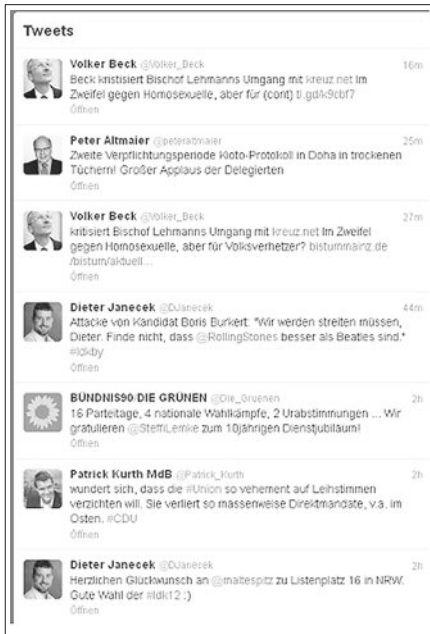 Tweets
Volker Beck @Volker_Beck 16m
Beck kristisiert Bischof Lehmanns Umgang mit kreuz.net Im
Zweifel gegen Homosexuelle, aber für (cont) tl.gd/k9cbf7
Öffnen
Peter Altmaier @peteraltmaier 25m
Zweite Verpflichtungsperiode Kioto-Protokoll in Doha in trockenen
Tüchern! Großer Applaus der Delegierten
Öffnen
Volker Beck @Volker_Beck 27m
kritisiert Bischof Lehmanns Umgang mit kreuz.net Im Zweifel
gegen Homosexuelle, aber für Volksverhetzer? bistummainz.de
/bistum/aktuell...
Öffnen
Dieter Janecek @DJanecek 44m
Attacke von Kandidat Boris Burkert: "Wir werden streiten müssen,
Dieter. Finde nicht, dass @RollingStones besser als Beatles sind."
#ldkby
Öffnen
BÜNDNIS90/DIE GRÜNEN @Die_Gruenen 2h
16 Parteitage, 4 nationale Wahlkämpfe, 2 Urabstimmungen ... Wir
gratulieren @SteffiLemke zum 10jährigen Dienstjubiläum!
Öffnen
Patrick Kurth MdB @Patrick_Kurth 2h
wundert sich, dass die #Union so vehement auf Leihstimmen
verzichten will. Sie verliert so massenweise Direktmandate, v.a. im
Osten. #CDU
Öffnen
Dieter Janecek @DJanecek 2h
Herzlichen Glückwunsch an @maltespitz zu Listenplatz 16 in NRW.
Gute Wahl der #ldk12 :)
Öffnen